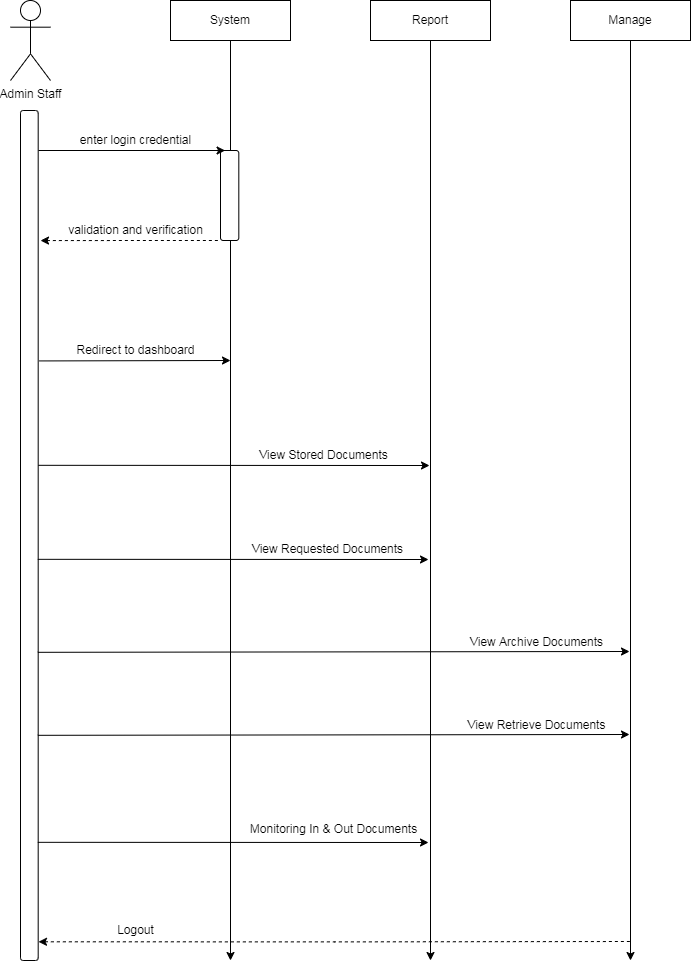 System
Report
Manage
Admin Staff
enter login credential
validation and verification
Redirect to dashboard
View Stored Documents
View Requested Documents
View Archive Documents
View Retrieve Documents
Monitoring In & Out Documents
Logout